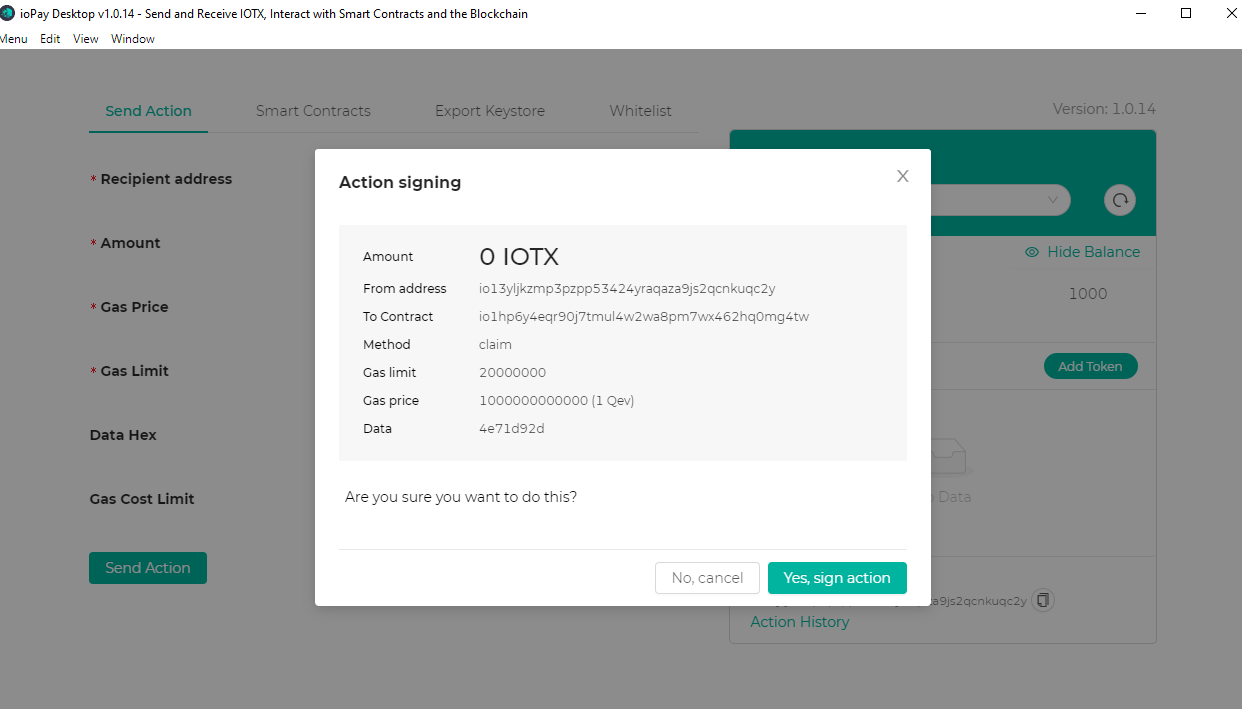 ioPay Desktop v1.0.14 - Send and Receive IOTX, Interact with Smart Contracts and the Blockchain
Menu Edit View Window
Send Action Smart Contracts Export Keystore Whitelist
Version: 1.0.14
* Recipient address
* Amount
* Gas Price
* Gas Limit
Data Hex
Gas Cost Limit
Send Action
Action signing
Amount 0 IOTX
From address io13yljkzmp3pzpp53424yraqaza9js2qcnkuqc2y
To Contract io1hp6y4eqr90j7tmul4w2wa8pm7wx462hq0mg4tw
Method claim
Gas limit 20000000
Gas price 1000000000000 (1 Qev)
Data 4e71d92d
Are you sure you want to do this?
No, cancel Yes, sign action
Hide Balance
1000
Add Token
Data
za9js2qcnkuqc2y
Action History